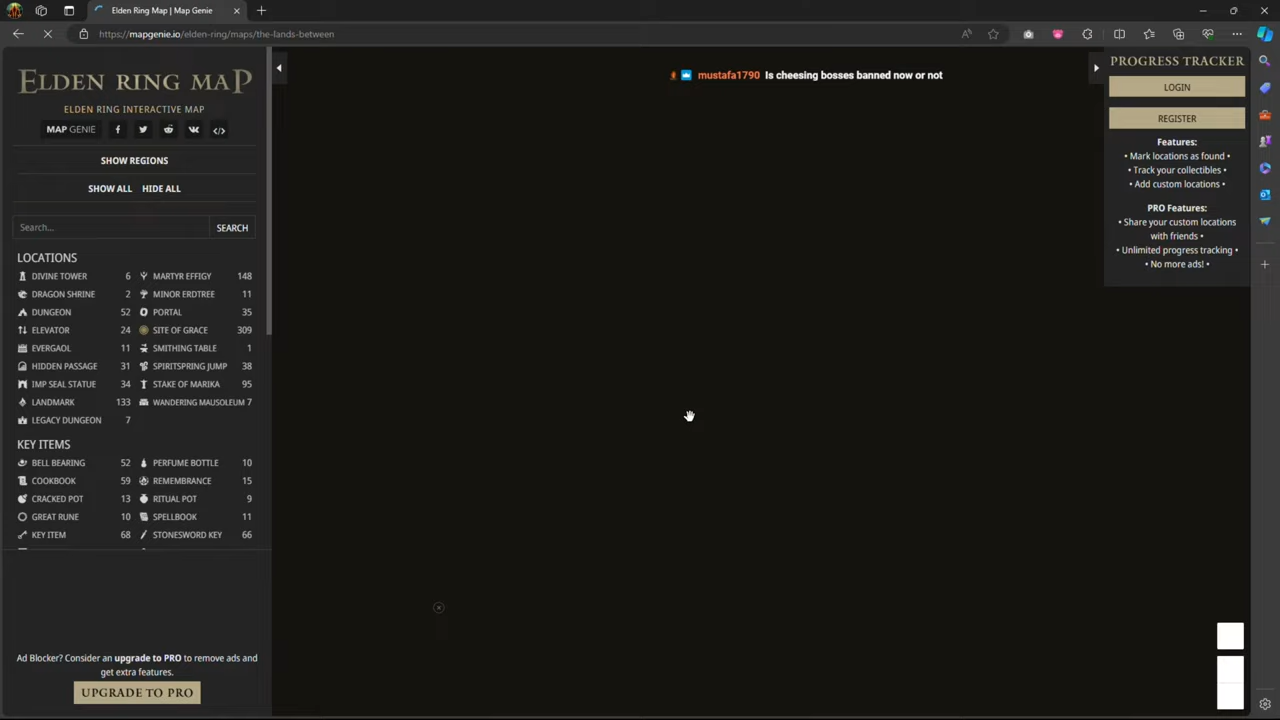 Elden Ring Map | Map Genie
https://mapgenie.io/elden-ring/maps/the-lands-between
ELDEN RING MAP
ELDEN RING INTERACTIVE MAP
MAP GENIE
SHOW REGIONS
SHOW ALL HIDE ALL
Search... SEARCH
LOCATIONS
DIVINE TOWER 6 MARTYR EFFIGY 148
DRAGON SHRINE 2 MINOR ERDTREE 11
DUNGEON 52 PORTAL 35
ELEVATOR 24 SITE OF GRACE 309
EVERGAOL 11 SMITHING TABLE 1
HIDDEN PASSAGE 31 SPIRITSPRING JUMP 38
IMP SEAL STATUE 34 STAKE OF MARIKA 95
LANDMARK 133 WANDERING MAUSOLEUM 7
LEGACY DUNGEON 7
KEY ITEMS
BELL BEARING 52 PERFUME BOTTLE 10
COOKBOOK 59 REMEMBRANCE 15
CRACKED POT 13 RITUAL POT 9
GREAT RUNE 10 SPELLBOOK 11
KEY ITEM 68 STONESWORD KEY 66
Ad Blocker? Consider an upgrade to PRO to remove ads and
get extra features.
UPGRADE TO PRO
mustafa1790 Is cheesing bosses banned now or not
PROGRESS TRACKER
LOGIN
REGISTER
Features:
• Mark locations as found •
• Track your collectibles •
• Add custom locations •
PRO Features:
• Share your custom locations
with friends •
• Unlimited progress tracking •
• No more ads! •